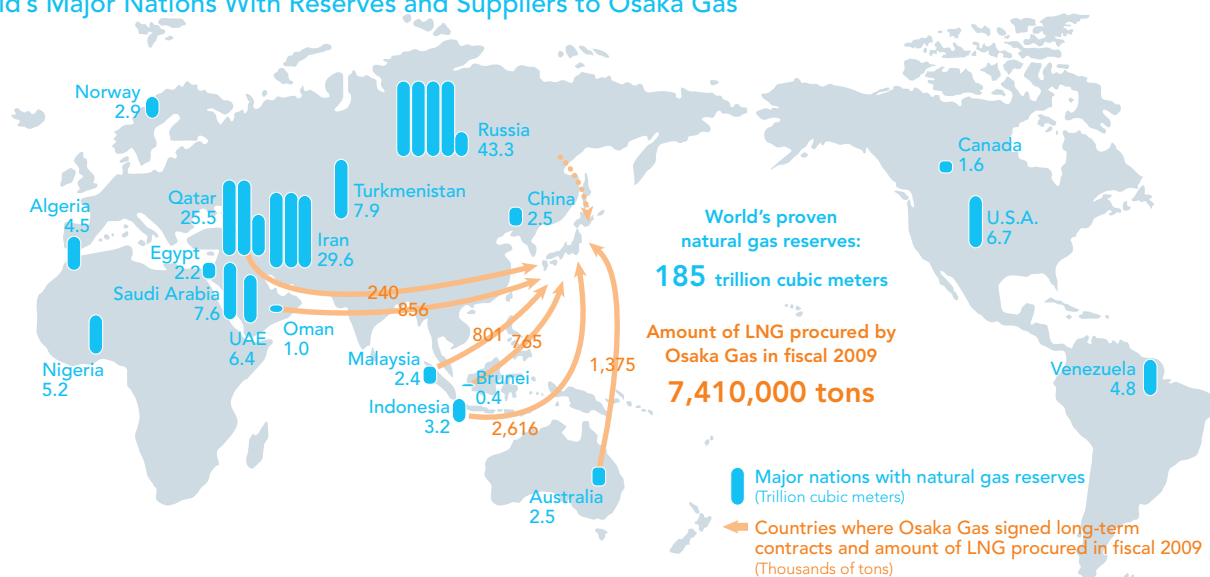 ld's Major Nations With Reserves and Suppliers to Osaka Gas
Norway
2.9
Russia
43.3
Canada
1.6
Algeria
4.5
Qatar
25.5
Turkmenistan
7.9
China
2.5
U.S.A.
6.7
Iran
29.6
Egypt
2.2
Saudi Arabia
7.6
UAE
6.4
Oman
1.0
Nigeria
5.2
240
856
801
765
1,375
2,616
Malaysia
2.4
Brunei
0.4
Indonesia
3.2
Australia
2.5
Venezuela
4.8
World's proven
natural gas reserves:
185 trillion cubic meters
Amount of LNG procured by
Osaka Gas in fiscal 2009
7,410,000 tons
Major nations with natural gas reserves
(Trillion cubic meters)
Countries where Osaka Gas signed long-term
contracts and amount of LNG procured in fiscal 2009
(Thousands of tons)